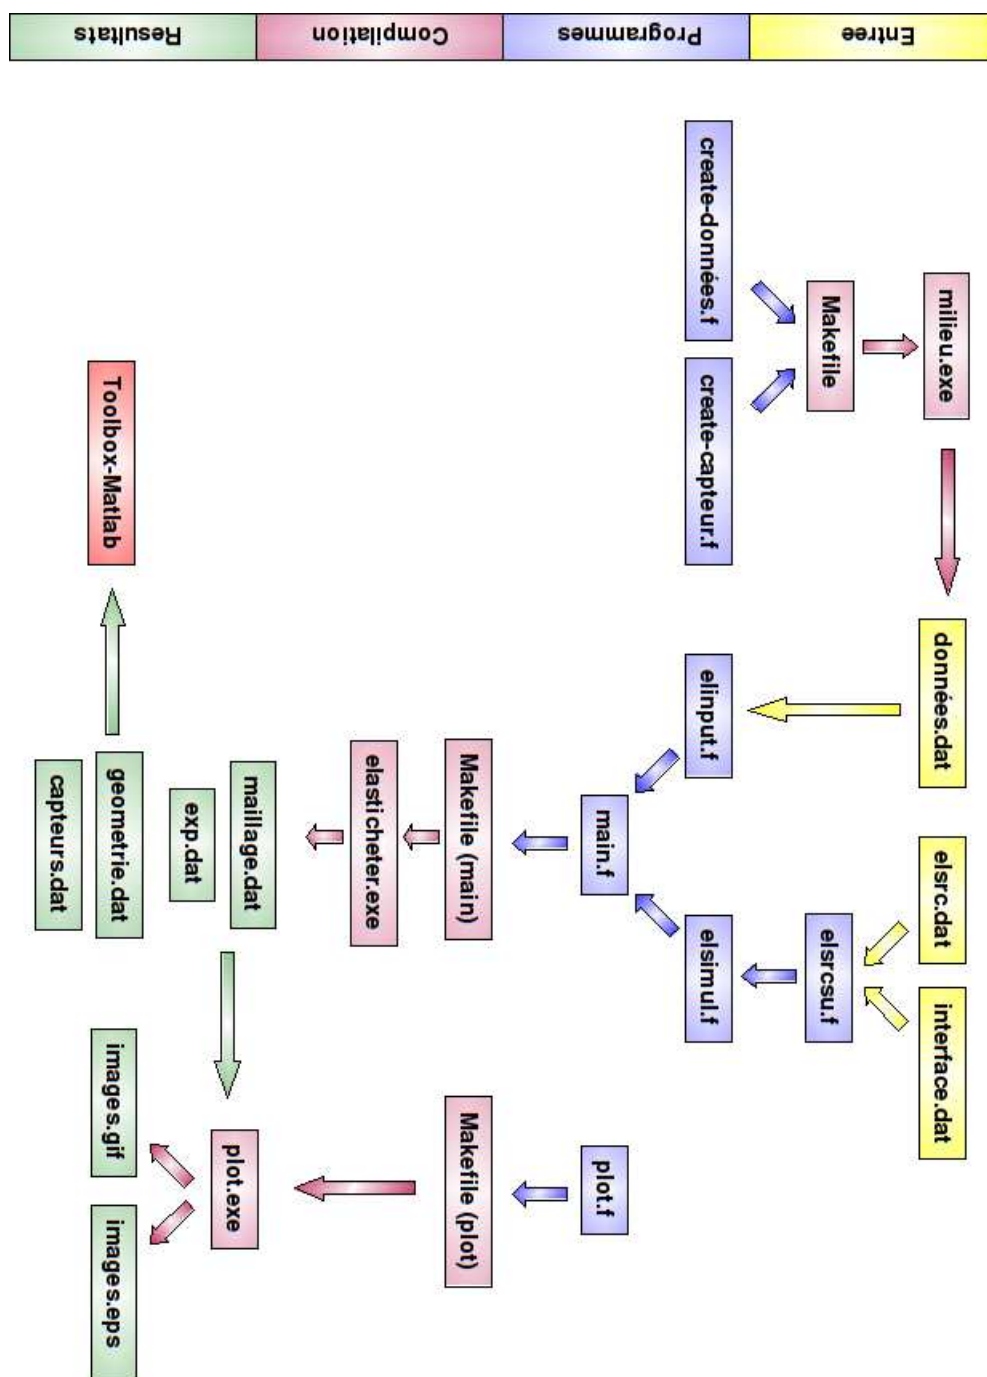 Entree
Programmes
Compilation
Resultats
milieu.exe
données.dat
elsrc.dat
interface.dat
Makefile
elsrcsu.f
create-données.f
create-capteur.f
elinput.f
elsimul.f
main.f
plot.f
Makefile (main)
Makefile (plot)
elasticheter.exe
maillage.dat
exp.dat
plot.exe
Toolbox-Matlab
geometrie.dat
capteurs.dat
images.gif
images.eps